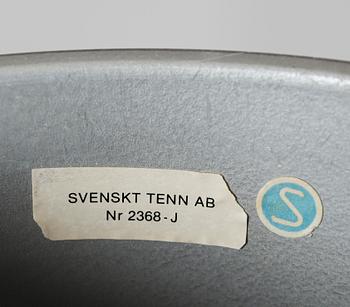 SVENSKT TENN AB
Nr 2368-J
S